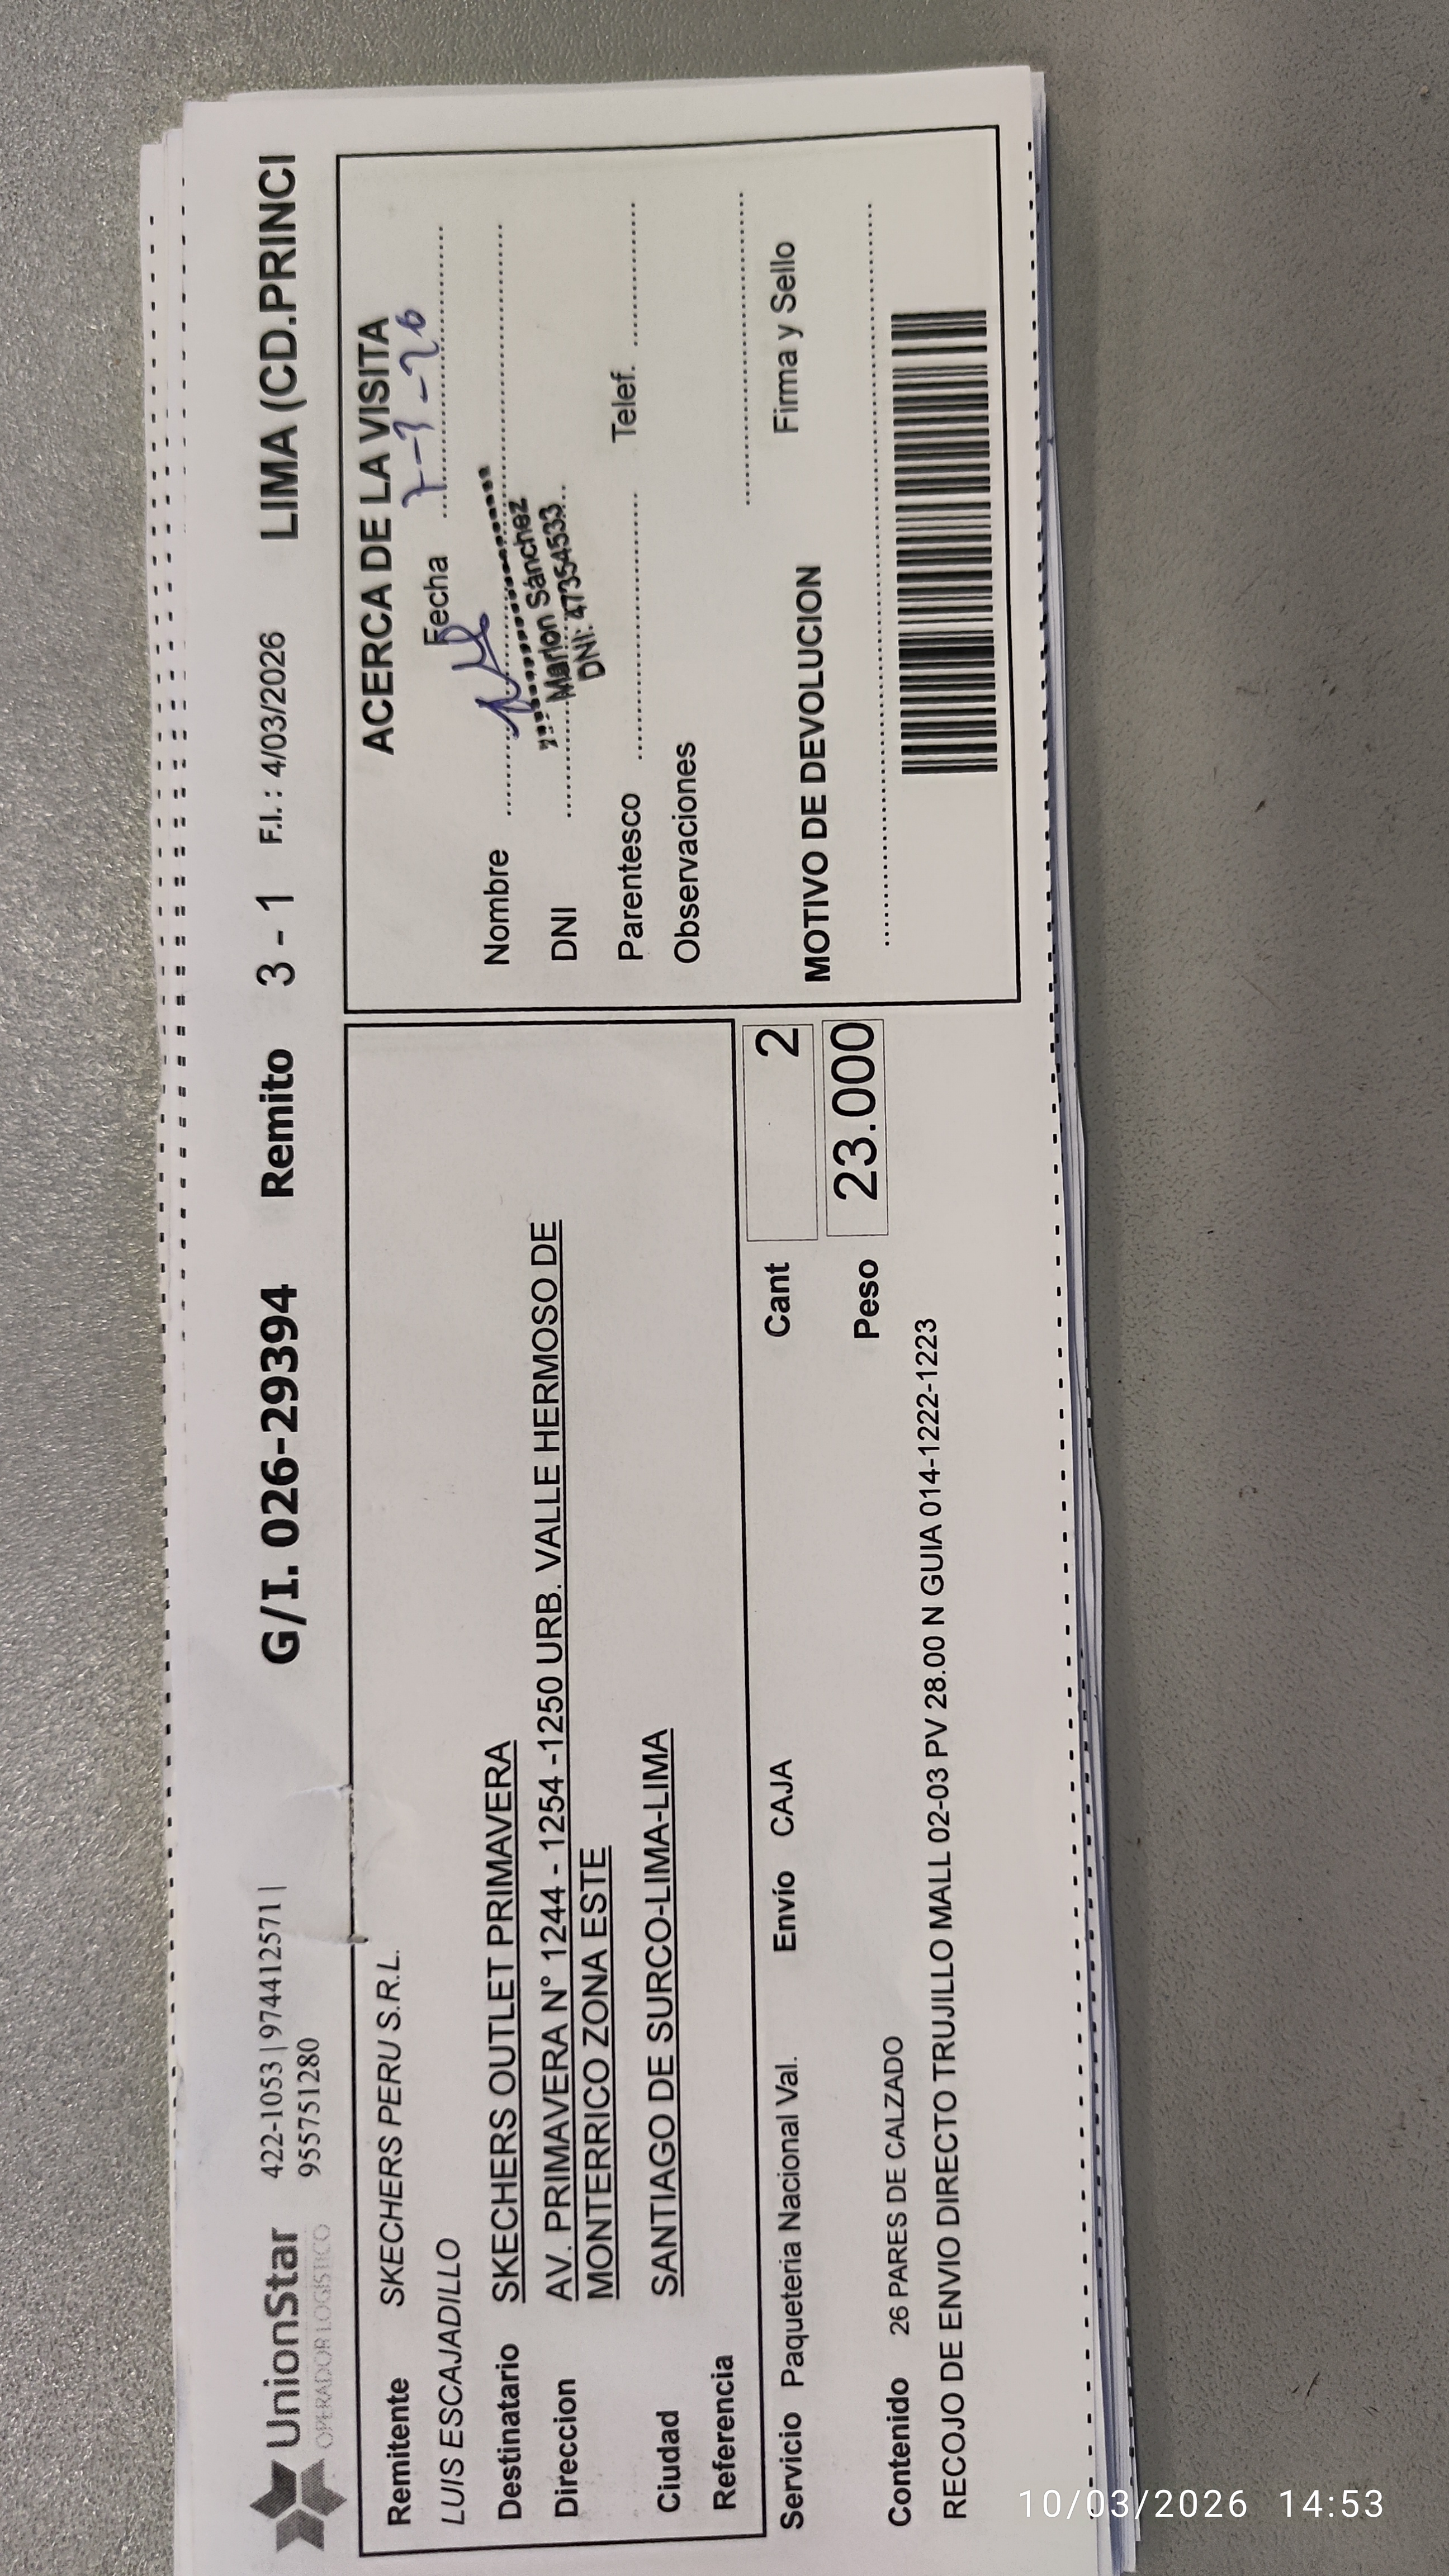 UnionStar
OPERADOR LOGISTICO
422-1053 | 974412571 |
955751280
G/I. 026-29394 Remito 3 - 1 F.I. : 4/03/2026 LIMA (CD.PRINCI
Remitente SKECHERS PERU S.R.L.
LUIS ESCAJADILLO
Destinatario SKECHERS OUTLET PRIMAVERA
Direccion AV. PRIMAVERA N° 1244 - 1254 -1250 URB. VALLE HERMOSO DE
MONTERRICO ZONA ESTE
Ciudad SANTIAGO DE SURCO-LIMA-LIMA
Referencia
Servicio Paqueteria Nacional Val. Envío CAJA Cant 2
Peso 23.000
Contenido 26 PARES DE CALZADO
RECOJO DE ENVIO DIRECTO TRUJILLO MALL 02-03 PV 28.00 N GUIA 014-1222-1223
ACERCA DE LA VISITA
Fecha 7-3-26
Nombre
Marlon Sánchez
DNI
DNI: 47354533
Parentesco Telef.
Observaciones
Firma y Sello
MOTIVO DE DEVOLUCION
10/03/2026 14:53